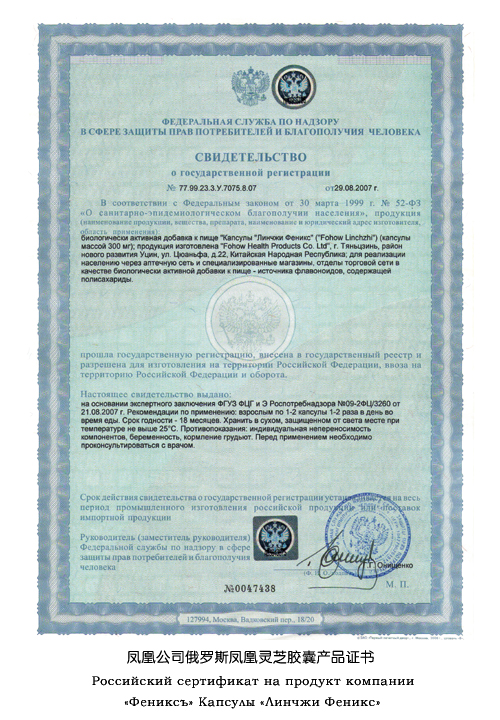 ФЕДЕРАЛЬНАЯ СЛУЖБА ПО НАДЗОРУ
В СФЕРЕ ЗАЩИТЫ ПРАВ ПОТРЕБИТЕЛЕЙ И БЛАГОПОЛУЧИЯ ЧЕЛОВЕКА
СВИДЕТЕЛЬСТВО
о государственной регистрации
№ 77.99.23.3.У.7075.8.07 от 29.08.2007 г.
В соответствии с Федеральным законом от 30 марта 1999 г. № 52-ФЗ
«О санитарно-эпидемиологическом благополучии населения», продукция
(наименование продукции, вещества, препарата, наименование и юридический адрес изготовителя,
область применения)
биологически активная добавка к пище "Капсулы "Линчжи Феникс" ("Fohow Linchzhi") (капсулы
массой 300 мг); продукция изготовлена "Fohow Health Products Co. Ltd", г. Тяньцзинь, район
нового развития Уцин, ул. Цюаньфа, д.22, Китайская Народная Республика; для реализации
населению через аптечную сеть и специализированные магазины, отделы торговой сети в
качестве биологически активной добавки к пище - источника флавоноидов, содержащей
полисахариды.
прошла государственную регистрацию, внесена в государственный реестр и
разрешена для изготовления на территории Российской Федерации, ввоза на
территорию Российской Федерации и оборота.
Настоящее свидетельство выдано:
на основании экспертного заключения ФГУЗ ФЦГ и Э Роспотребнадзора №09-2ФЦ/3260 от
21.08.2007 г. Рекомендации по применению: взрослым по 1-2 капсулы 1-2 раза в день во
время еды. Срок годности - 18 месяцев. Хранить в сухом, защищенном от света месте при
температуре не выше 25°С. Противопоказания: индивидуальная непереносимость
компонентов, беременность, кормление грудью. Перед применением необходимо
проконсультироваться с врачом.
Срок действия свидетельства о государственной регистрации устанавливается на весь
период промышленного изготовления российской продукции или поставок
импортной продукции
Руководитель (заместитель руководителя)
Федеральной службы по надзору в сфере
защиты прав потребителей и благополучия
человека
Г.Г. Онищенко
М. П.
№0047438
127994, Москва, Вадковский пер., 18/20
凤凰公司俄罗斯凤凰灵芝胶囊产品证书
Российский сертификат на продукт компании
«Фениксъ» Капсулы «Линчжи Феникс»